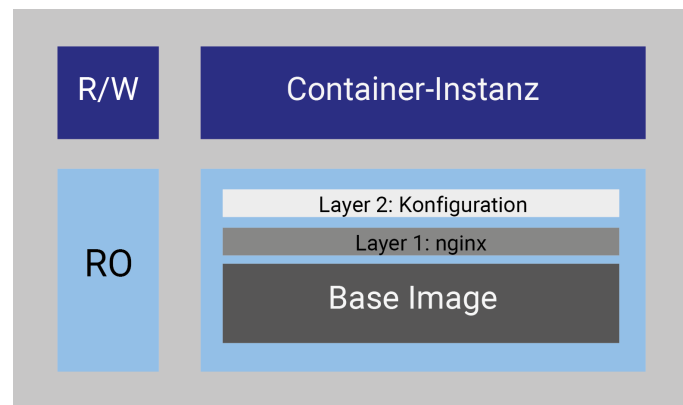 R/W
Container-Instanz
RO
Layer 2: Konfiguration
Layer 1: nginx
Base Image